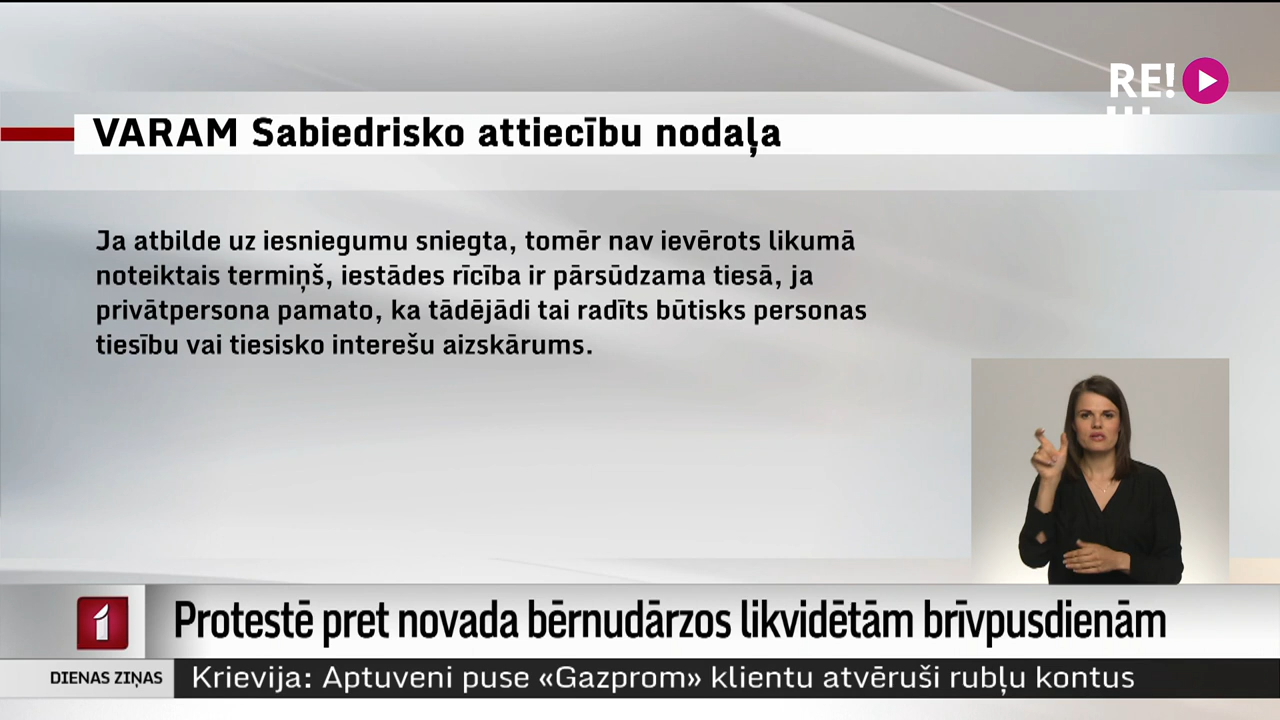 RE!
VARAM Sabiedrisko attiecību nodaļa
Ja atbilde uz iesniegumu sniegta, tomēr nav ievērots likumā
noteiktais termiņš, iestādes rīcība ir pārsūdzama tiesā, ja
privātpersona pamato, ka tādējādi tai radīts būtisks personas
tiesību vai tiesisko interešu aizskārums.
1 Protestē pret novada bērnudārzos likvidētām brīvpusdienām
DIENAS ZIŅAS Krievija: Aptuveni puse «Gazprom» klientu atvēruši rubļu kontus